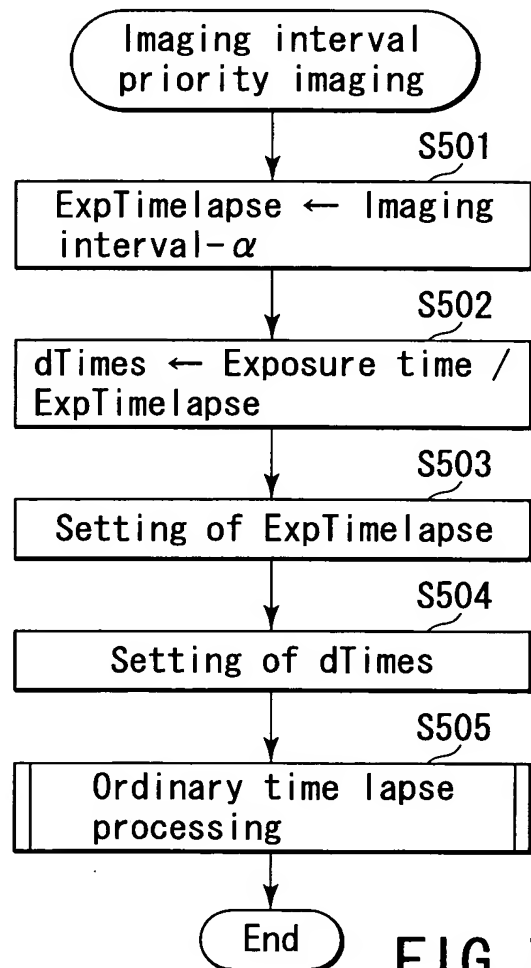 Imaging interval
priority imaging
S501
ExpTimelapse ← Imaging
interval-α
S502
dTimes ← Exposure time /
ExpTimelapse
S503
Setting of ExpTimelapse
S504
Setting of dTimes
S505
Ordinary time lapse
processing
End
FIG